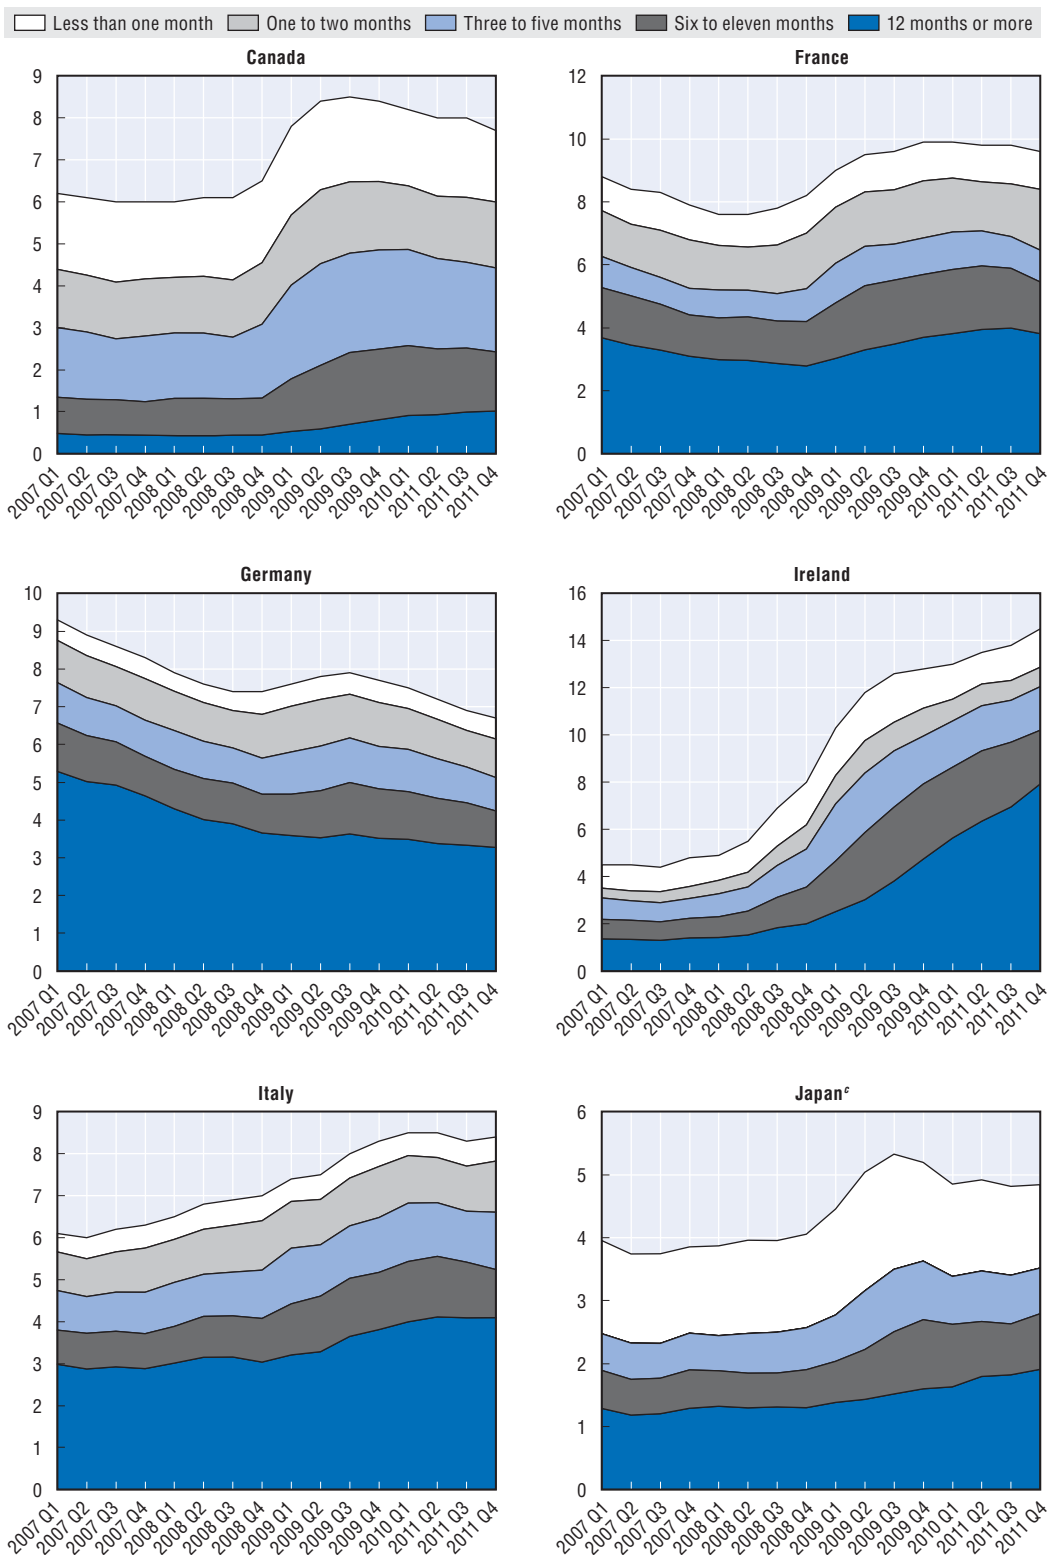 Less than one month One to two months Three to five months Six to eleven months 12 months or more
Canada
9
8
7
6
5
4
3
2
1
0
2007 Q1
2007 Q2
2007 Q3
2007 Q4
2008 Q1
2008 Q2
2008 Q3
2008 Q4
2009 Q1
2009 Q2
2009 Q3
2009 Q4
2010 Q1
2011 Q2
2011 Q3
2011 Q4
France
12
10
8
6
4
2
0
2007 Q1
2007 Q2
2007 Q3
2007 Q4
2008 Q1
2008 Q2
2008 Q3
2008 Q4
2009 Q1
2009 Q2
2009 Q3
2009 Q4
2010 Q1
2011 Q2
2011 Q3
2011 Q4
Germany
10
9
8
7
6
5
4
3
2
1
0
2007 Q1
2007 Q2
2007 Q3
2007 Q4
2008 Q1
2008 Q2
2008 Q3
2008 Q4
2009 Q1
2009 Q2
2009 Q3
2009 Q4
2010 Q1
2011 Q2
2011 Q3
2011 Q4
Ireland
16
14
12
10
8
6
4
2
0
2007 Q1
2007 Q2
2007 Q3
2007 Q4
2008 Q1
2008 Q2
2008 Q3
2008 Q4
2009 Q1
2009 Q2
2009 Q3
2009 Q4
2010 Q1
2011 Q2
2011 Q3
2011 Q4
Italy
9
8
7
6
5
4
3
2
1
0
2007 Q1
2007 Q2
2007 Q3
2007 Q4
2008 Q1
2008 Q2
2008 Q3
2008 Q4
2009 Q1
2009 Q2
2009 Q3
2009 Q4
2010 Q1
2011 Q2
2011 Q3
2011 Q4
Japanᶜ
6
5
4
3
2
1
0
2007 Q1
2007 Q2
2007 Q3
2007 Q4
2008 Q1
2008 Q2
2008 Q3
2008 Q4
2009 Q1
2009 Q2
2009 Q3
2009 Q4
2010 Q1
2011 Q2
2011 Q3
2011 Q4